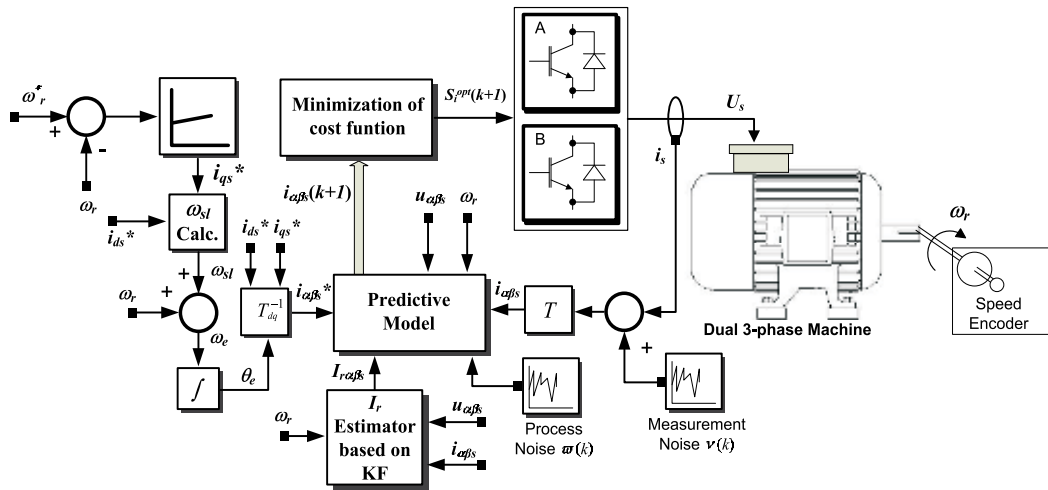 ω*r
+
-
ωr
iqs*
ωsl
Calc.
ids*
+
ωsl
ωr
+
ωe
∫
θe
ids*
iqs*
Tdq−1
iαβs*
Minimization of
cost funtion
Siopt(k+1)
iαβs(k+1)
uαβs
ωr
Predictive
Model
Irαβs
Ir
Estimator
based on
KF
ωr
uαβs
iαβs
A
B
Us
is
iαβs
T
+
Process
Noise ϖ(k)
Measurement
Noise ν(k)
Dual 3-phase Machine
ωr
Speed
Encoder